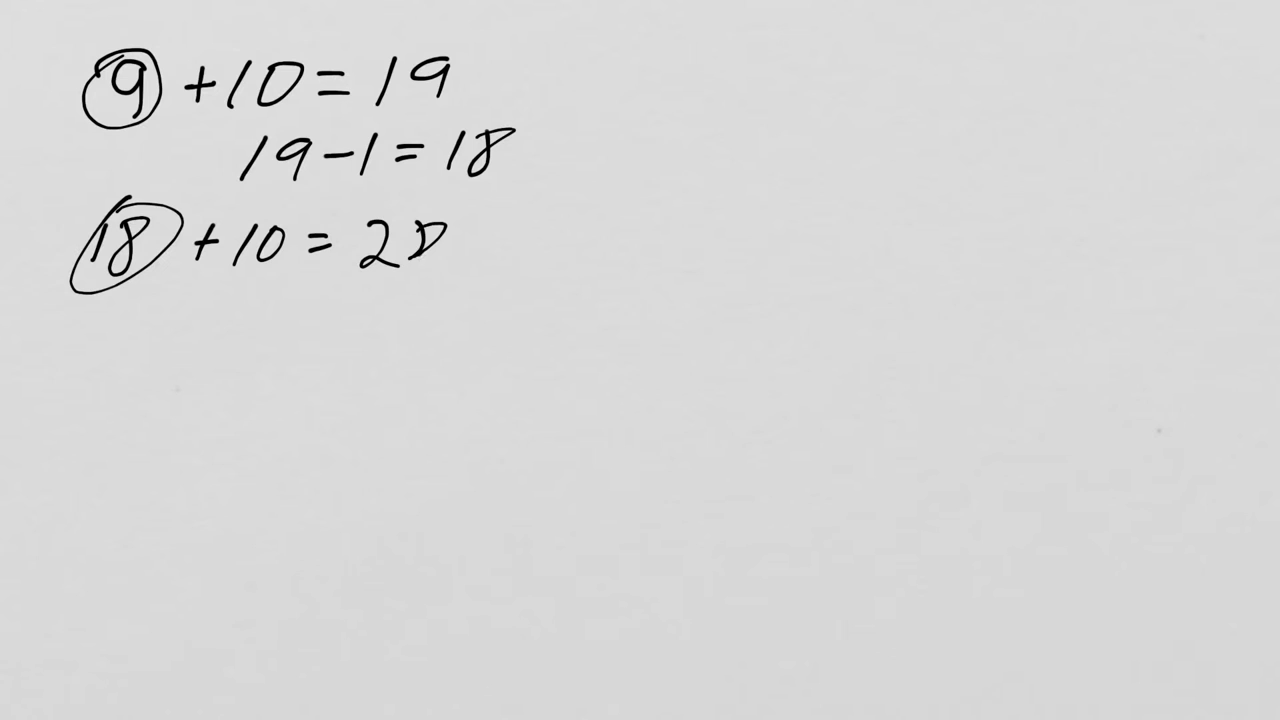 9 + 10 = 19
19 - 1 = 18
18 + 10 = 2